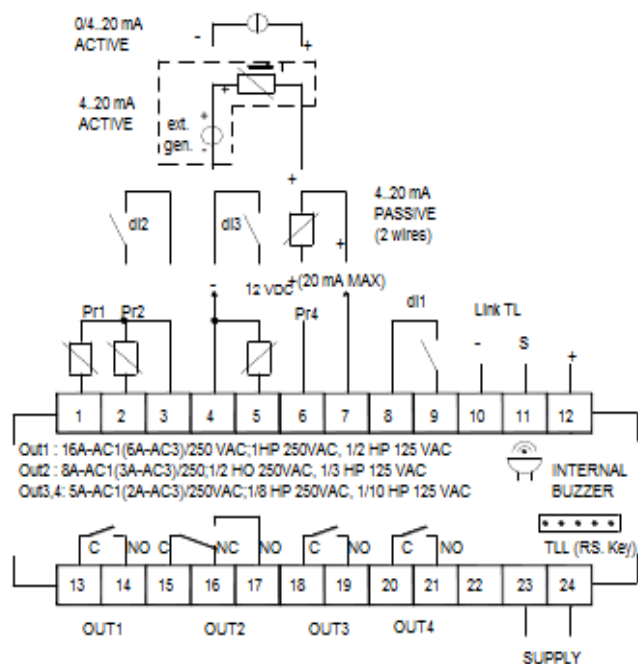 0/4..20 mA
ACTIVE
- +
T
+
4..20 mA
ACTIVE
ext.
gen.
+
-
+
4..20 mA
PASSIVE
(2 wires)
dI2
dI3
+
+(20 mA MAX)
-
12 VDC
Pr1 Pr2
Pr4
dI1
Link TL
- S +
1 2 3 4 5 6 7 8 9 10 11 12
Out1 : 16A-AC1(6A-AC3)/250 VAC;1HP 250VAC, 1/2 HP 125 VAC
Out2 : 8A-AC1(3A-AC3)/250;1/2 HO 250VAC, 1/3 HP 125 VAC
Out3,4: 5A-AC1(2A-AC3)/250VAC;1/8 HP 250VAC, 1/10 HP 125 VAC
INTERNAL
BUZZER
TLL (RS. Key)
C NO C NC NO C NO C NO
13 14 15 16 17 18 19 20 21 22 23 24
OUT1 OUT2 OUT3 OUT4
SUPPLY